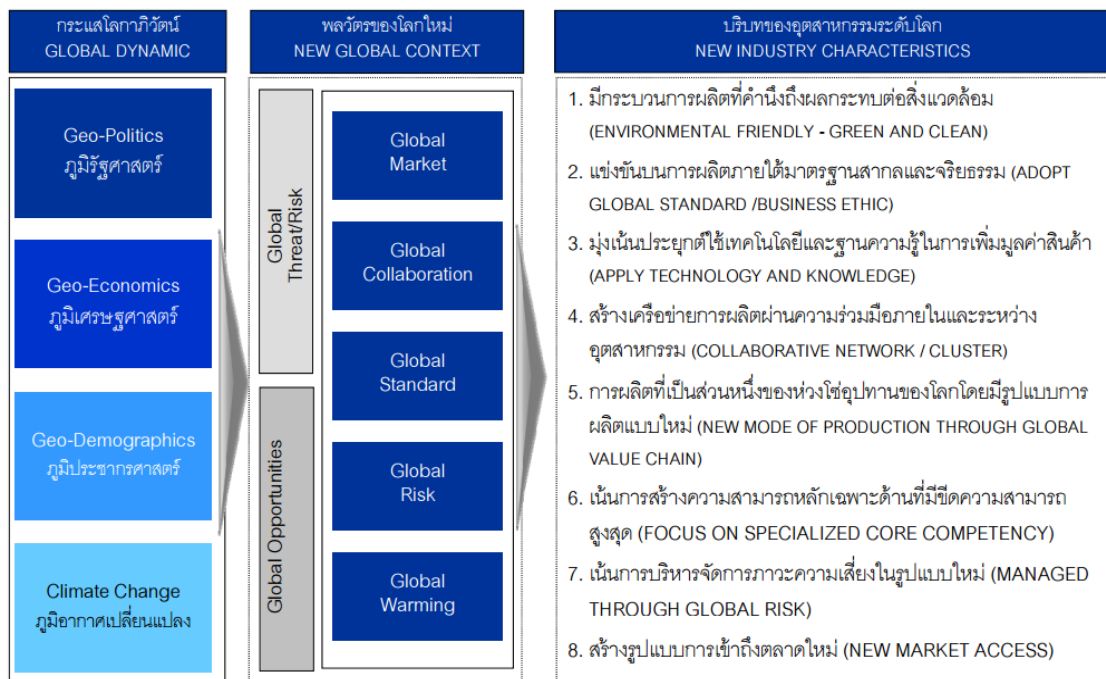 กระแสโลกาภิวัตน์
GLOBAL DYNAMIC
พลวัตรของโลกใหม่
NEW GLOBAL CONTEXT
บริบทของอุตสาหกรรมระดับโลก
NEW INDUSTRY CHARACTERISTICS
Geo-Politics
ภูมิรัฐศาสตร์
Geo-Economics
ภูมิเศรษฐศาสตร์
Geo-Demographics
ภูมิประชากรศาสตร์
Climate Change
ภูมิอากาศเปลี่ยนแปลง
Global
Threat/Risk
Global Opportunities
Global
Market
Global
Collaboration
Global
Standard
Global
Risk
Global
Warming
1. มีกระบวนการผลิตที่คำนึงถึงผลกระทบต่อสิ่งแวดล้อม
(ENVIRONMENTAL FRIENDLY - GREEN AND CLEAN)
2. แข่งขันบนการผลิตภายใต้มาตรฐานสากลและจริยธรรม (ADOPT
GLOBAL STANDARD /BUSINESS ETHIC)
3. มุ่งเน้นประยุกต์ใช้เทคโนโลยีและฐานความรู้ในการเพิ่มมูลค่าสินค้า
(APPLY TECHNOLOGY AND KNOWLEDGE)
4. สร้างเครือข่ายการผลิตผ่านความร่วมมือภายในและระหว่าง
อุตสาหกรรม (COLLABORATIVE NETWORK / CLUSTER)
5. การผลิตที่เป็นส่วนหนึ่งของห่วงโซ่อุปทานของโลกโดยมีรูปแบบการ
ผลิตแบบใหม่ (NEW MODE OF PRODUCTION THROUGH GLOBAL
VALUE CHAIN)
6. เน้นการสร้างความสามารถหลักเฉพาะด้านที่มีขีดความสามารถ
สูงสุด (FOCUS ON SPECIALIZED CORE COMPETENCY)
7. เน้นการบริหารจัดการภาวะความเสี่ยงในรูปแบบใหม่ (MANAGED
THROUGH GLOBAL RISK)
8. สร้างรูปแบบการเข้าถึงตลาดใหม่ (NEW MARKET ACCESS)